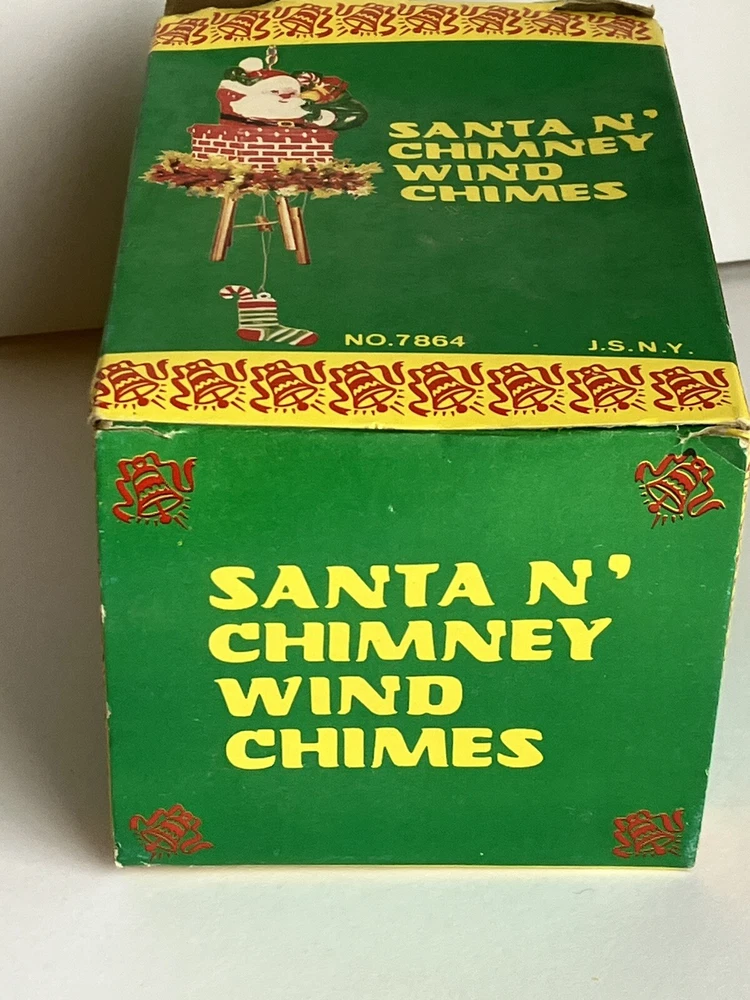 SANTA N'
CHIMNEY
WIND
CHIMES
NO.7864
J.S.N.Y.
SANTA N'
CHIMNEY
WIND
CHIMES